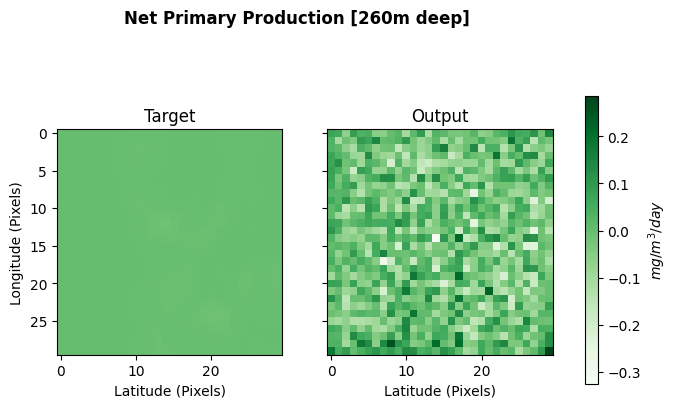 Net Primary Production [260m deep]
Target
Output
0
5
10
15
20
25
Longitude (Pixels)
0
10
20
Latitude (Pixels)
0
10
20
Latitude (Pixels)
0.2
0.1
0.0
−0.1
−0.2
−0.3
mg/m³/day